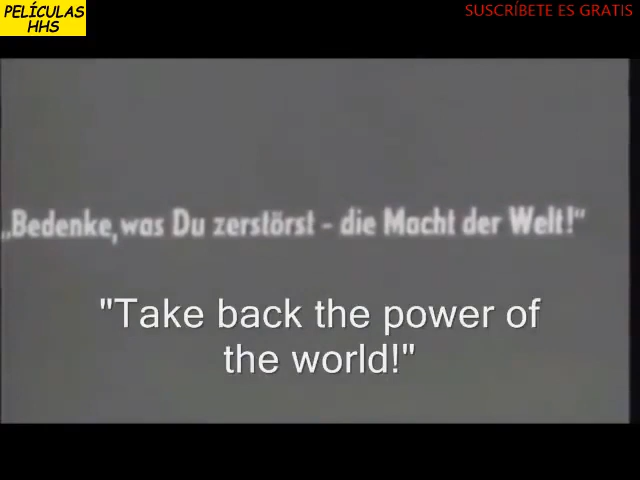 PELÍCULAS
HHS
SUSCRÍBETE ES GRATIS
„Bedenke, was Du zerstörst – die Macht der Welt!“
"Take back the power of
the world!"